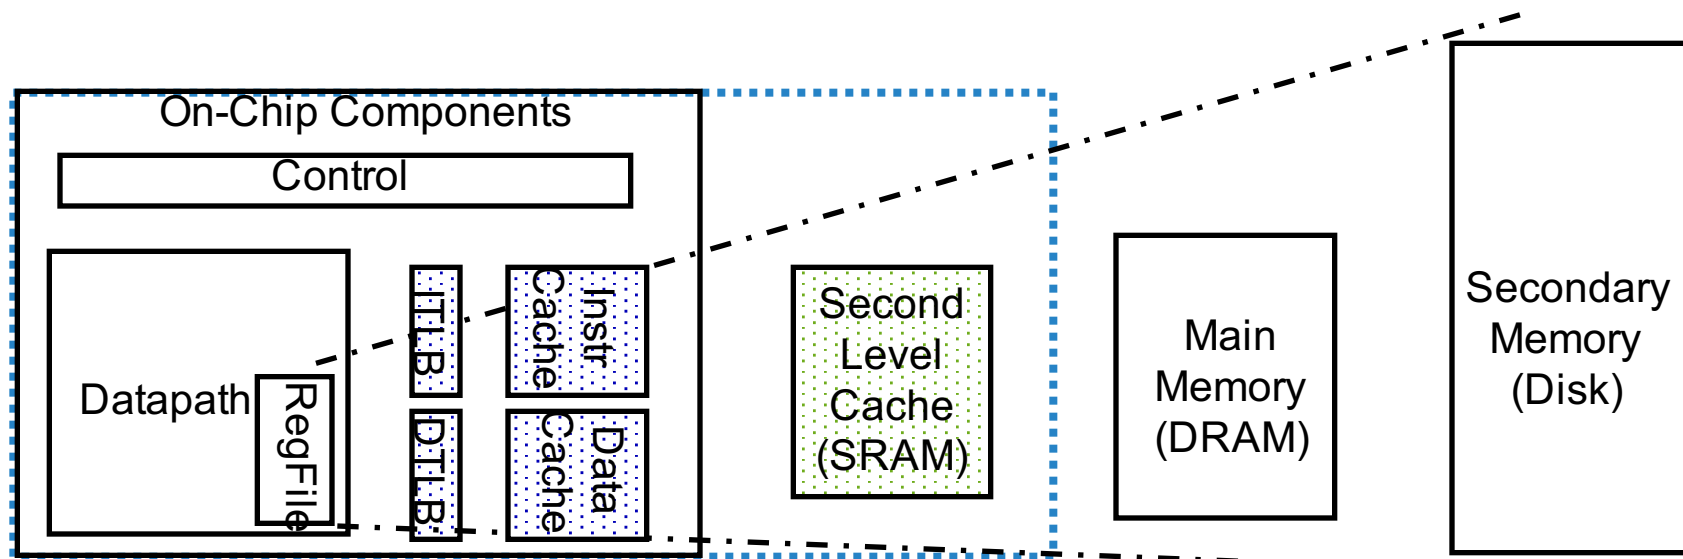 On-Chip Components
Control
Datapath
RegFile
ITLB
DTLB
Instr
Cache
Data
Cache
Second
Level
Cache
(SRAM)
Main
Memory
(DRAM)
Secondary
Memory
(Disk)